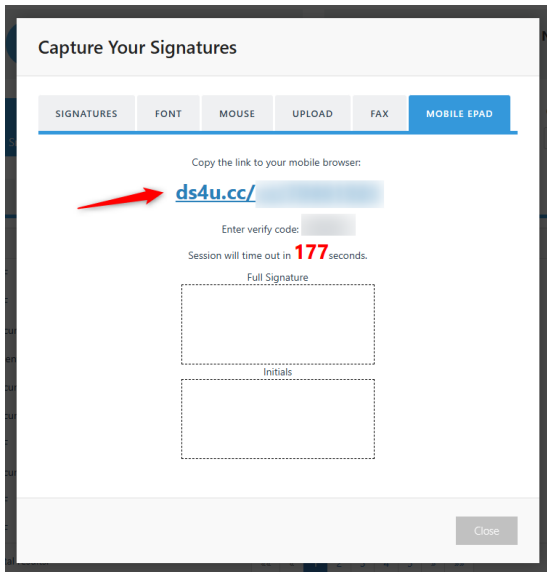 Capture Your Signatures
SIGNATURES FONT MOUSE UPLOAD FAX MOBILE EPAD
Copy the link to your mobile browser:
ds4u.cc/
Enter verify code:
Session will time out in 177 seconds.
Full Signature
Initials
Close